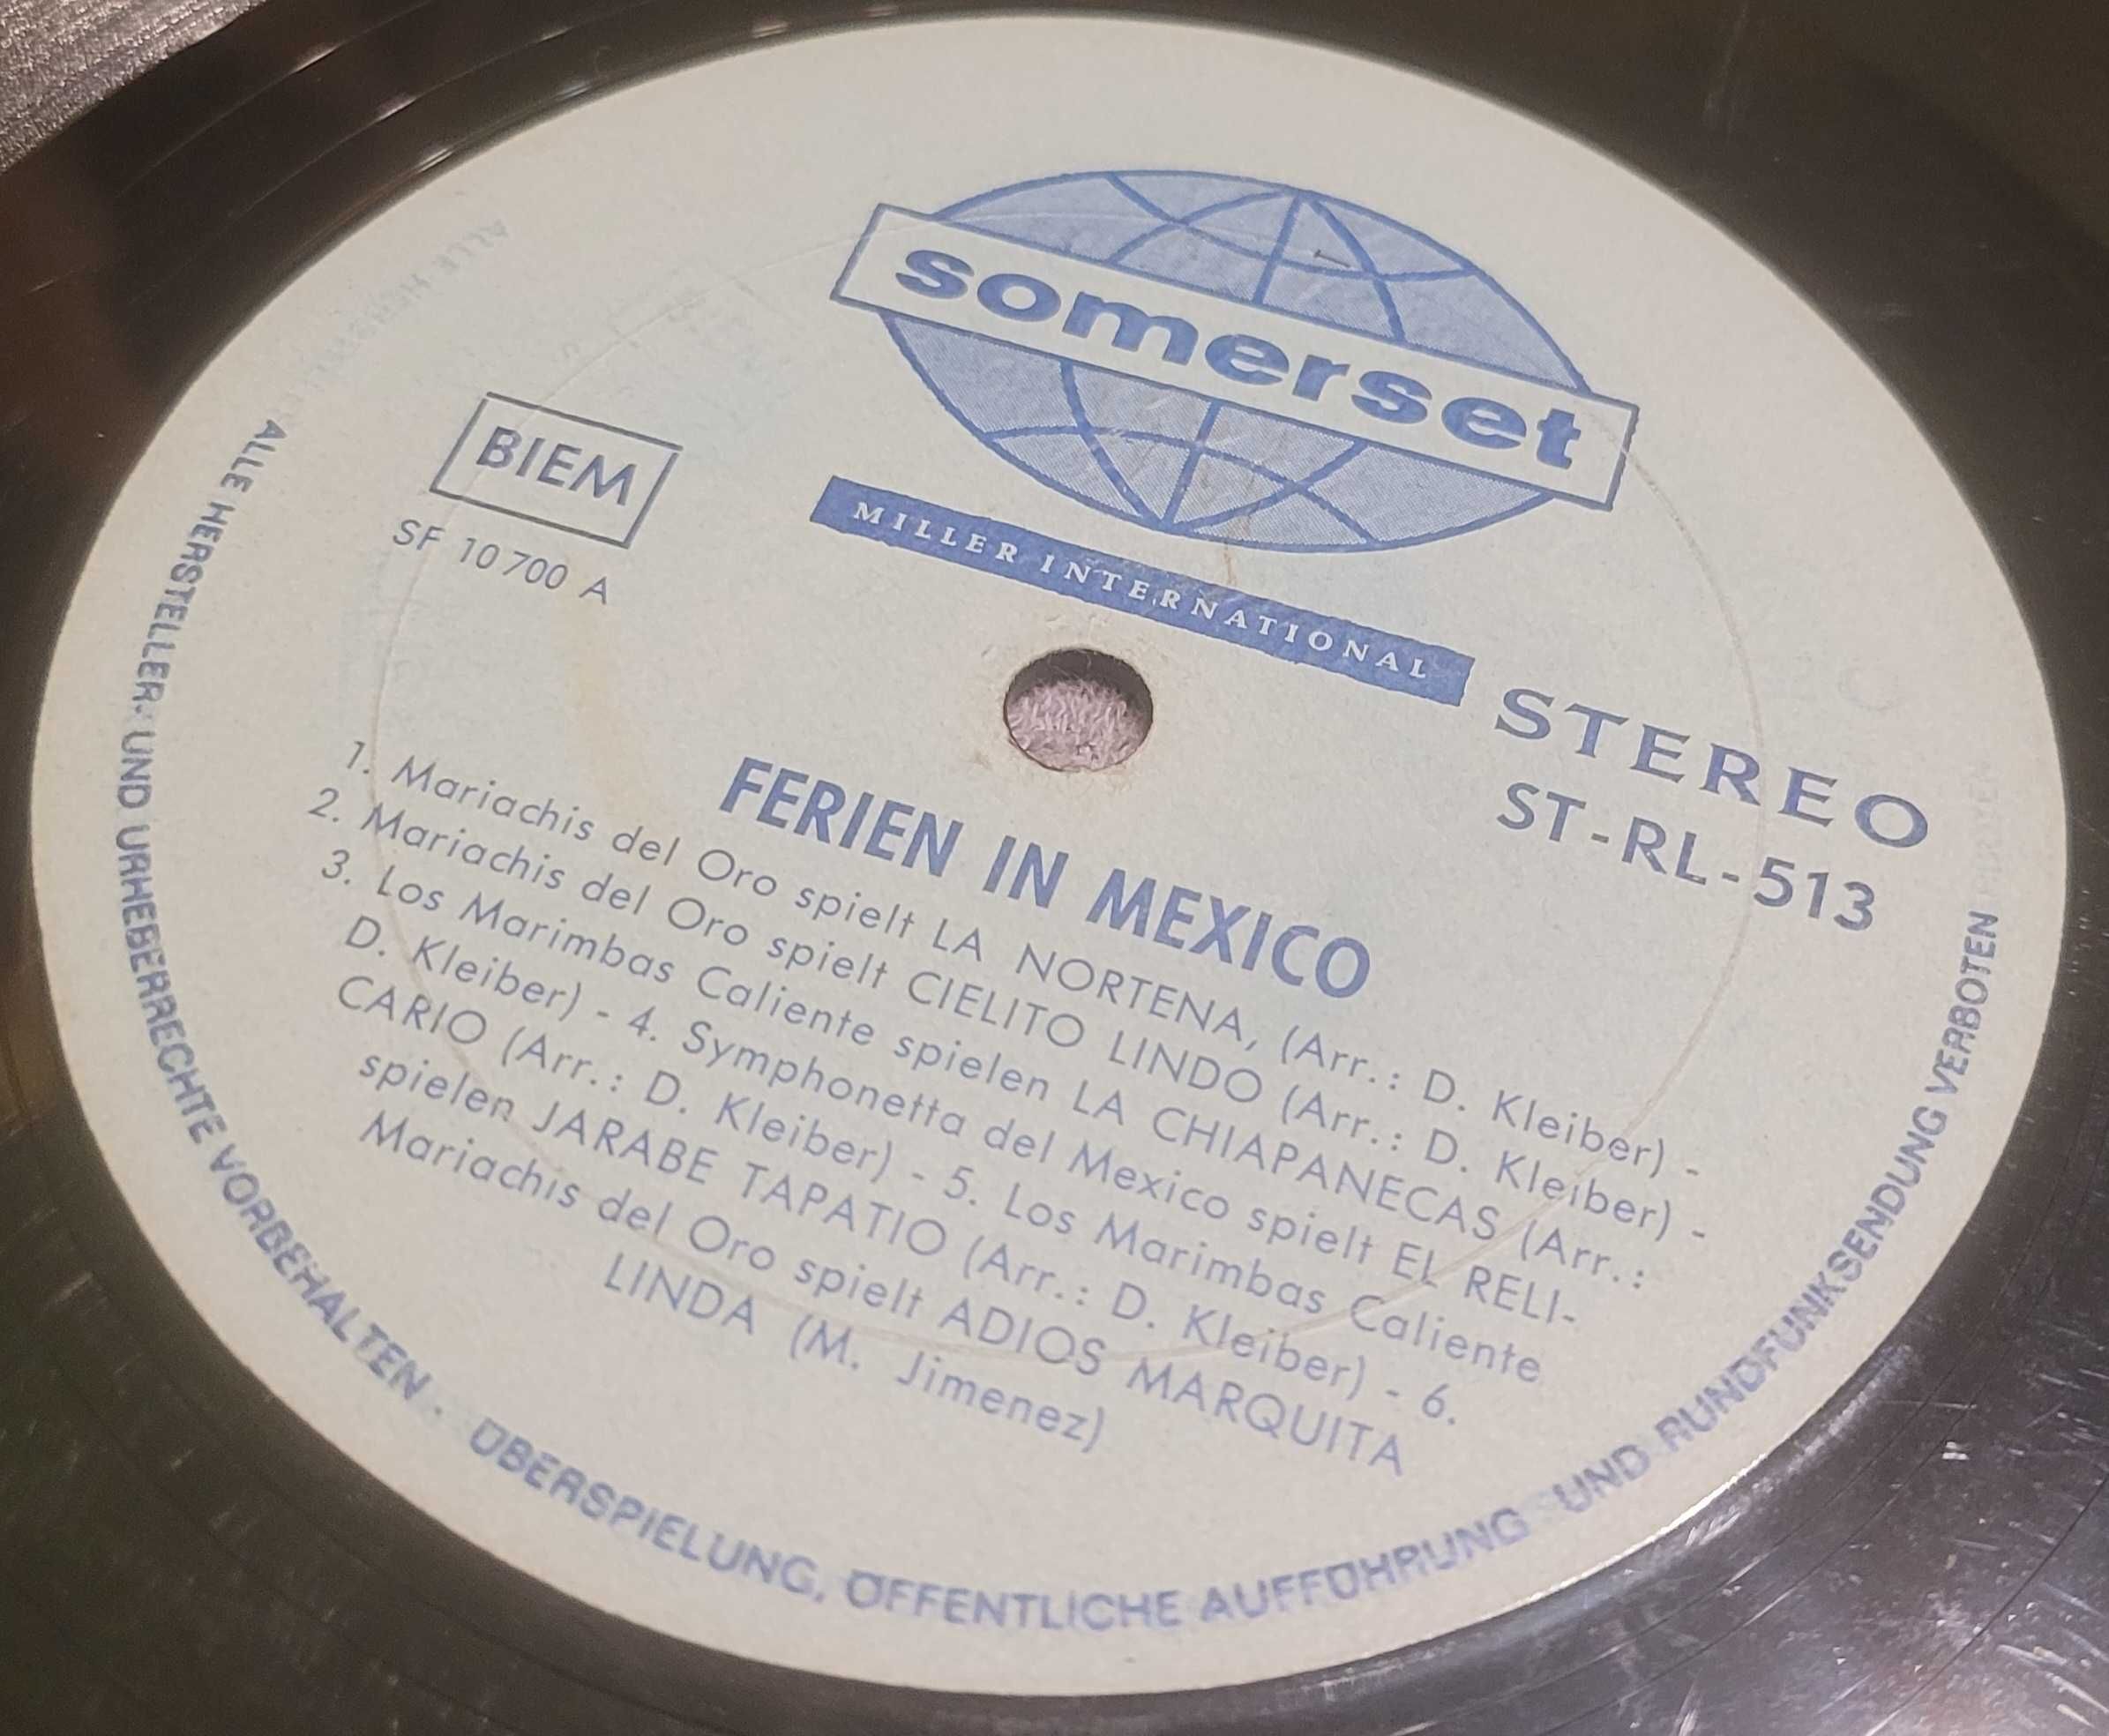 somerset
MILLER INTERNATIONAL
BIEM
SF 10 700 A
STEREO
ST-RL-513
FERIEN IN MEXICO
1. Mariachis del Oro spielt LA NORTENA, (Arr.: D. Kleiber) -
2. Mariachis del Oro spielt CIELITO LINDO (Arr.: D. Kleiber) -
3. Los Marimbas Caliente spielen LA CHIAPANECAS (Arr.:
D. Kleiber) - 4. Symphonetta del Mexico spielt EL RELI-
CARIO (Arr.: D. Kleiber) - 5. Los Marimbas Caliente
spielen JARABE TAPATIO (Arr.: D. Kleiber) - 6.
Mariachis del Oro spielt ADIOS MARQUITA
LINDA (M. Jimenez)
ALLE HERSTELLER- UND URHEBERRECHTE VORBEHALTEN. ÜBERSPIELUNG, ÖFFENTLICHE AUFFÜHRUNG UND RUNDFUNKSENDUNG VERBOTEN